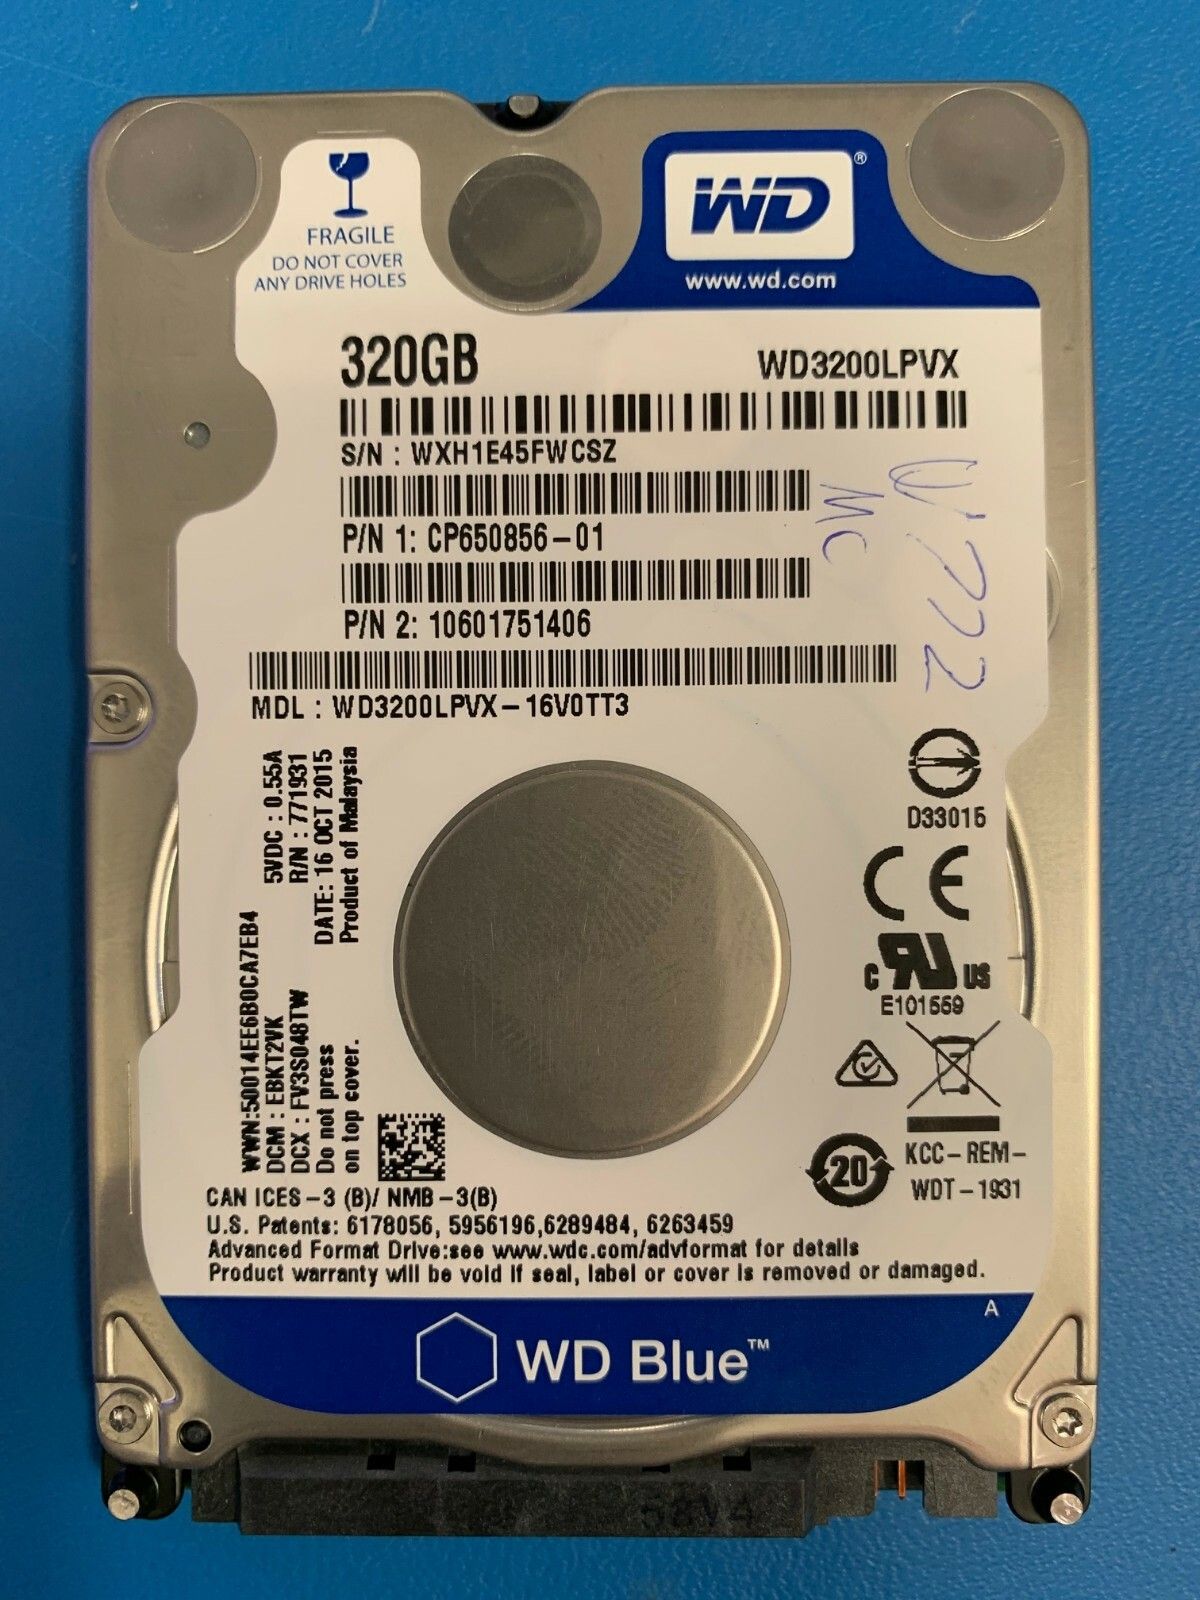 FRAGILE
DO NOT COVER
ANY DRIVE HOLES
WD®
www.wd.com
320GB
WD3200LPVX
S/N : WXH1E45FWCSZ
P/N 1: CP650856-01
P/N 2: 10601751406
MDL : WD3200LPVX-16V0TT3
MC
772
5VDC : 0.55A
R/N : 771931
DATE: 16 OCT 2015
Product of Malaysia
WWN:50014EE6B0CA7EB4
DCM : EBKT2VK
DCX : FV3S048TW
Do not press
on top cover.
D33015
CE
C US
E101559
20
KCC-REM-
WDT-1931
CAN ICES-3 (B)/ NMB-3(B)
U.S. Patents: 6178056, 5956196,6289484, 6263459
Advanced Format Drive:see www.wdc.com/advformat for details
Product warranty will be void if seal, label or cover is removed or damaged.
A
WD Blue™
58V4